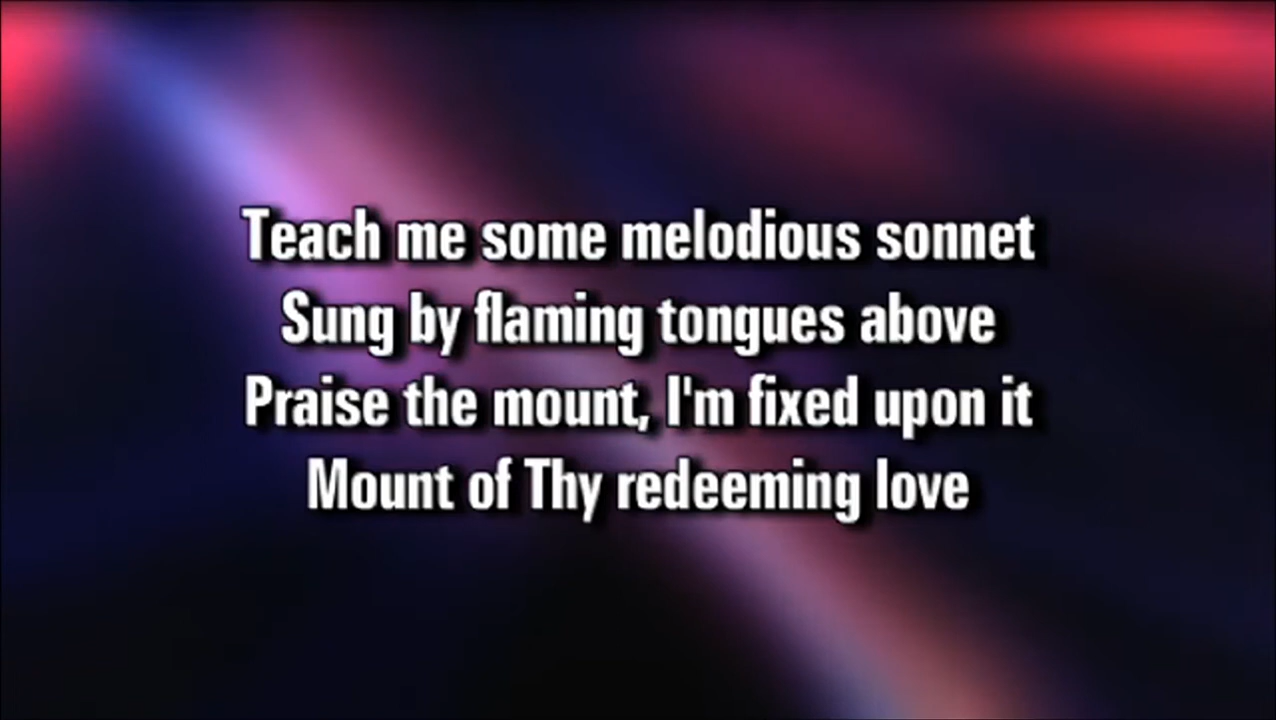 Teach me some melodious sonnet
Sung by flaming tongues above
Praise the mount, I'm fixed upon it
Mount of Thy redeeming love